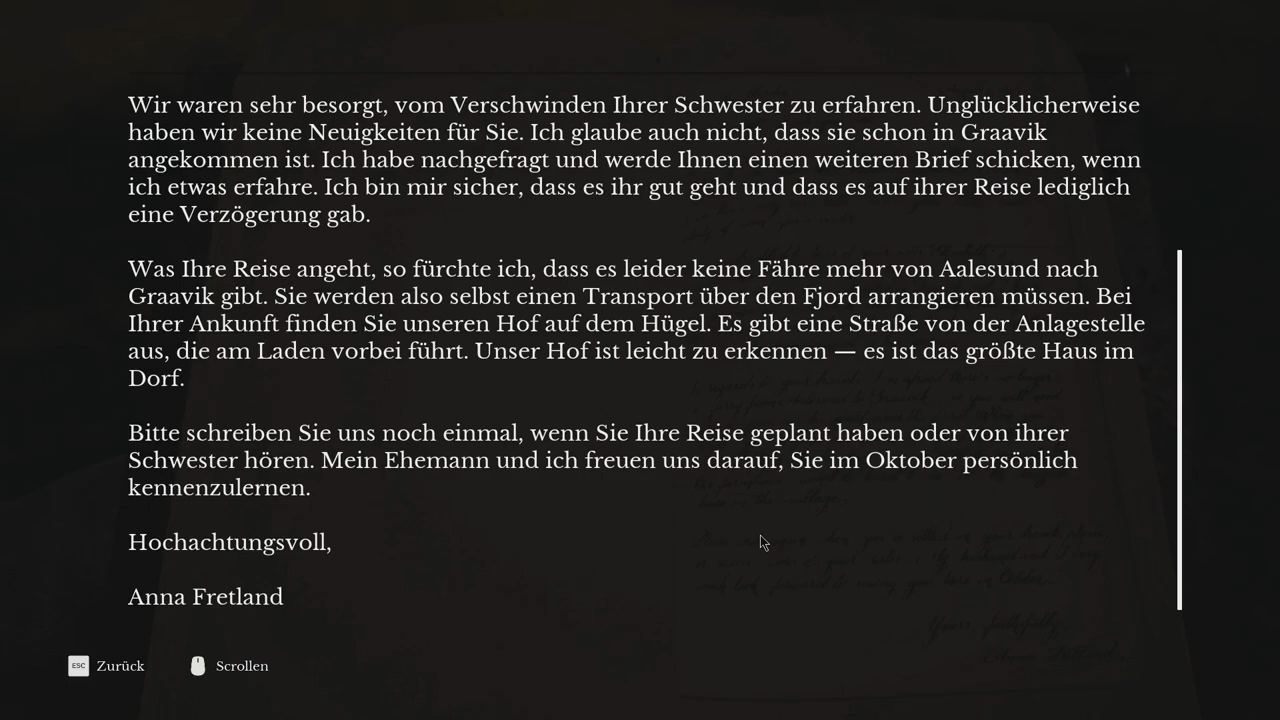 Wir waren sehr besorgt, vom Verschwinden Ihrer Schwester zu erfahren. Unglücklicherweise
haben wir keine Neuigkeiten für Sie. Ich glaube auch nicht, dass sie schon in Graavik
angekommen ist. Ich habe nachgefragt und werde Ihnen einen weiteren Brief schicken, wenn
ich etwas erfahre. Ich bin mir sicher, dass es ihr gut geht und dass es auf ihrer Reise lediglich
eine Verzögerung gab.
Was Ihre Reise angeht, so fürchte ich, dass es leider keine Fähre mehr von Aalesund nach
Graavik gibt. Sie werden also selbst einen Transport über den Fjord arrangieren müssen. Bei
Ihrer Ankunft finden Sie unseren Hof auf dem Hügel. Es gibt eine Straße von der Anlagestelle
aus, die am Laden vorbei führt. Unser Hof ist leicht zu erkennen — es ist das größte Haus im
Dorf.
Bitte schreiben Sie uns noch einmal, wenn Sie Ihre Reise geplant haben oder von ihrer
Schwester hören. Mein Ehemann und ich freuen uns darauf, Sie im Oktober persönlich
kennenzulernen.
Hochachtungsvoll,
Anna Fretland
ESC Zurück Scrollen